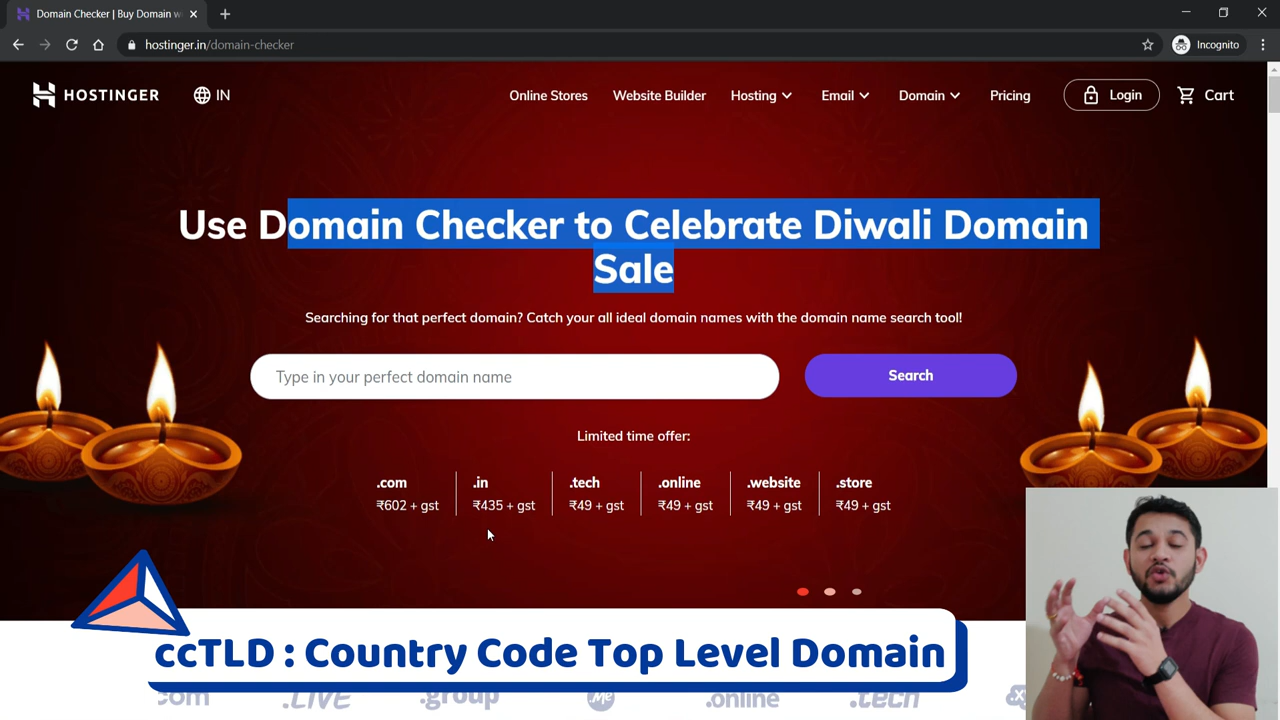 Domain Checker | Buy Domain w
hostinger.in/domain-checker
Incognito
HOSTINGER
IN
Online Stores
Website Builder
Hosting
Email
Domain
Pricing
Login
Cart
Use Domain Checker to Celebrate Diwali Domain
Sale
Searching for that perfect domain? Catch your all ideal domain names with the domain name search tool!
Type in your perfect domain name
Search
Limited time offer:
.com
₹602 + gst
.in
₹435 + gst
.tech
₹49 + gst
.online
₹49 + gst
.website
₹49 + gst
.store
₹49 + gst
ccTLD : Country Code Top Level Domain
.com
.LIVE
.group
.Me
.online
.tech